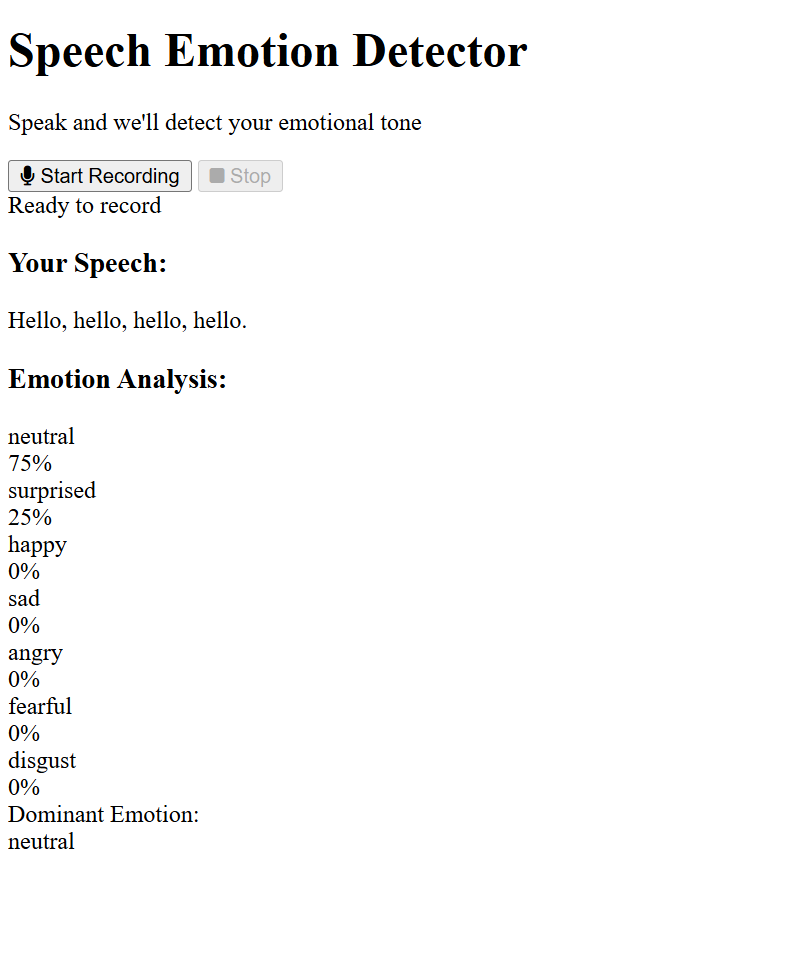 Speech Emotion Detector
Speak and we'll detect your emotional tone
Start Recording Stop
Ready to record
Your Speech:
Hello, hello, hello, hello.
Emotion Analysis:
neutral
75%
surprised
25%
happy
0%
sad
0%
angry
0%
fearful
0%
disgust
0%
Dominant Emotion:
neutral